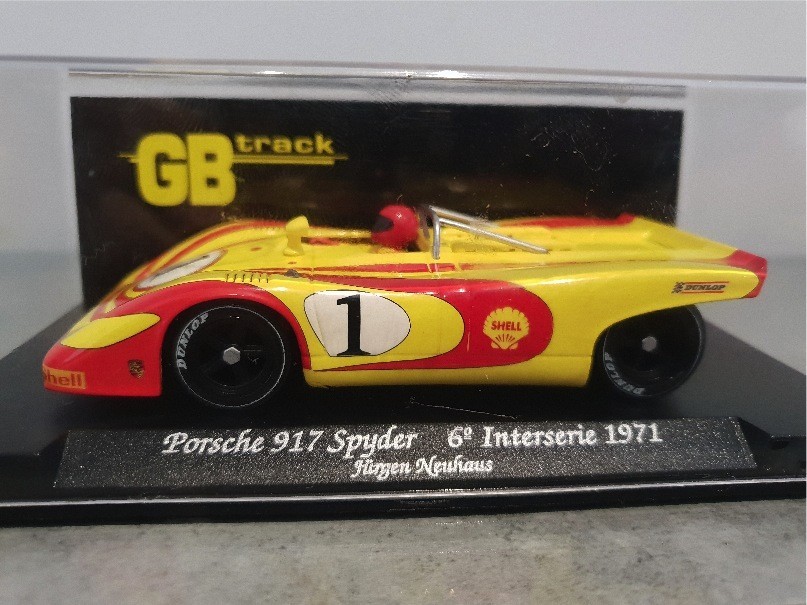 GB track
DUNLOP
DUNLOP
1
SHELL
DUNLOP
shell
Porsche 917 Spyder 6º Interserie 1971
Jürgen Neuhaus